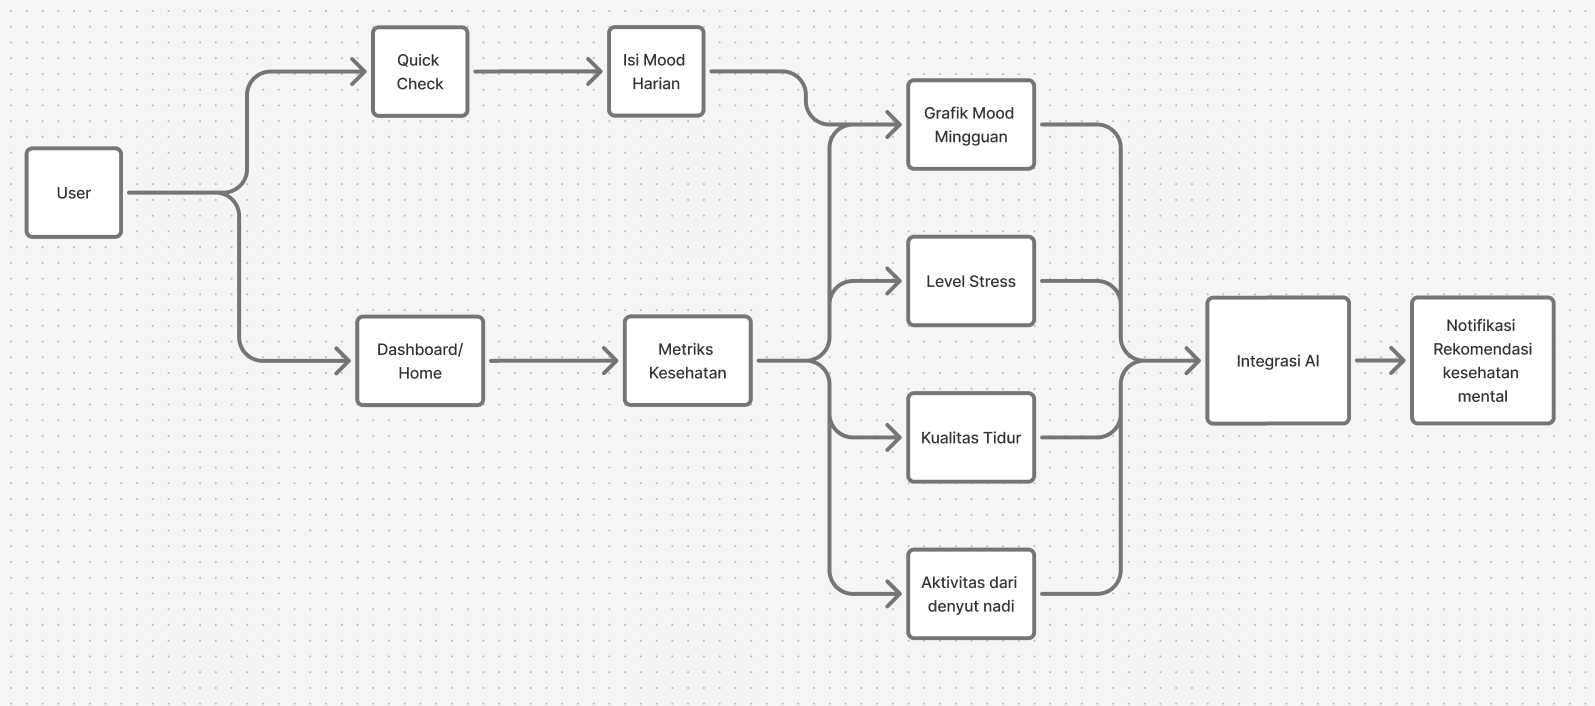 Quick
Check
Isi Mood
Harian
Grafik Mood
Mingguan
User
Level Stress
Dashboard/
Home
Metriks
Kesehatan
Integrasi AI
Notifikasi
Rekomendasi
kesehatan
mental
Kualitas Tidur
Aktivitas dari
denyut nadi